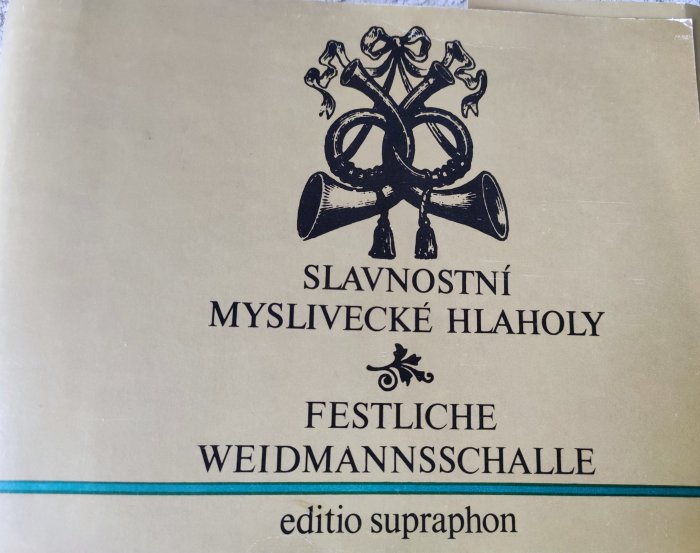 SLAVNOSTNÍ
MYSLIVECKÉ HLAHOLY
FESTLICHE
WEIDMANNSSCHALLE
editio supraphon